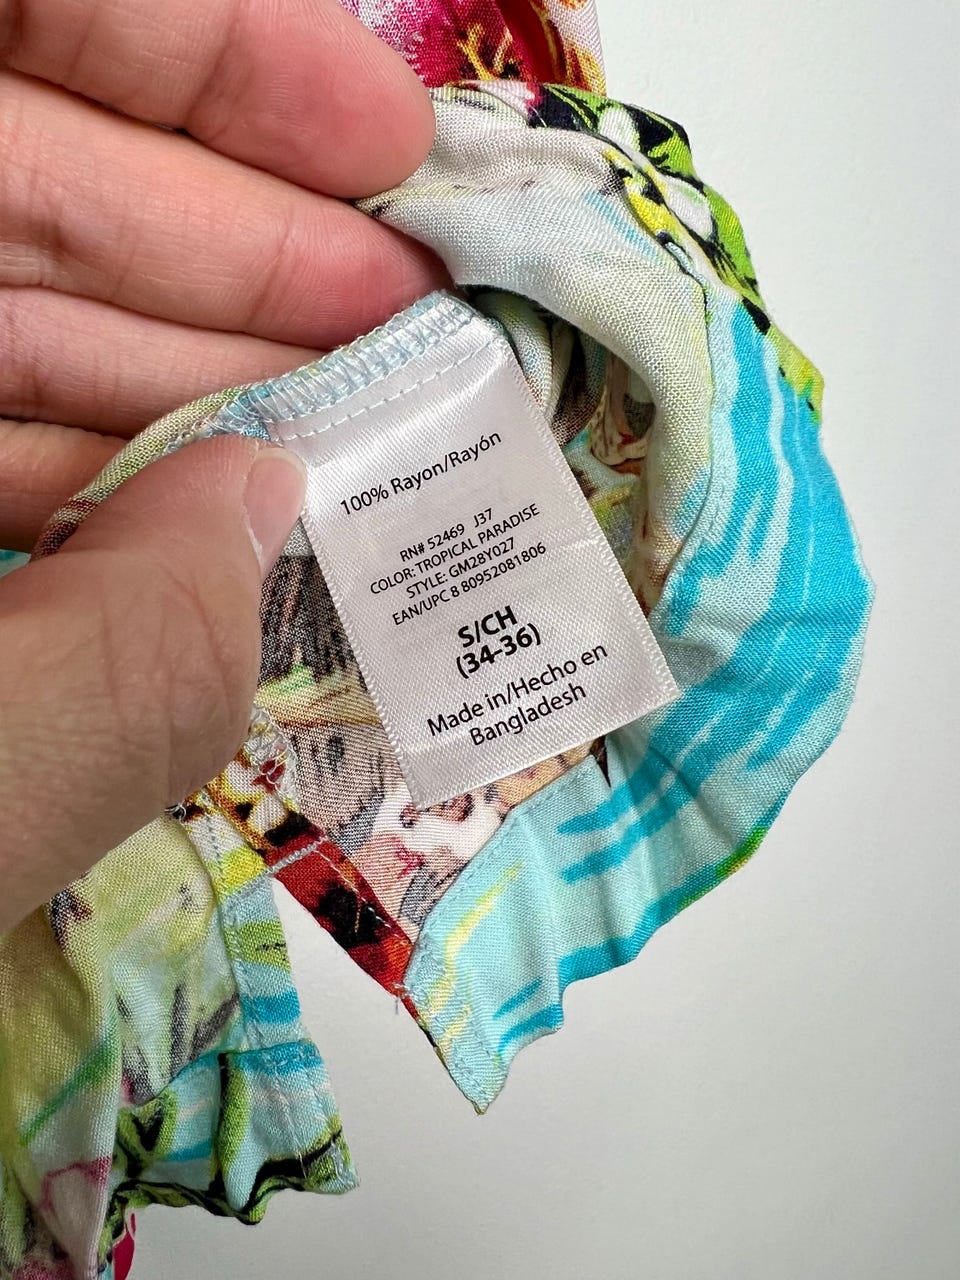 100% Rayon/Rayón
RN# 52469 J37
COLOR: TROPICAL PARADISE
STYLE: GM28Y027
EAN/UPC 8 80952081806
S/CH
(34-36)
Made in/Hecho en
Bangladesh